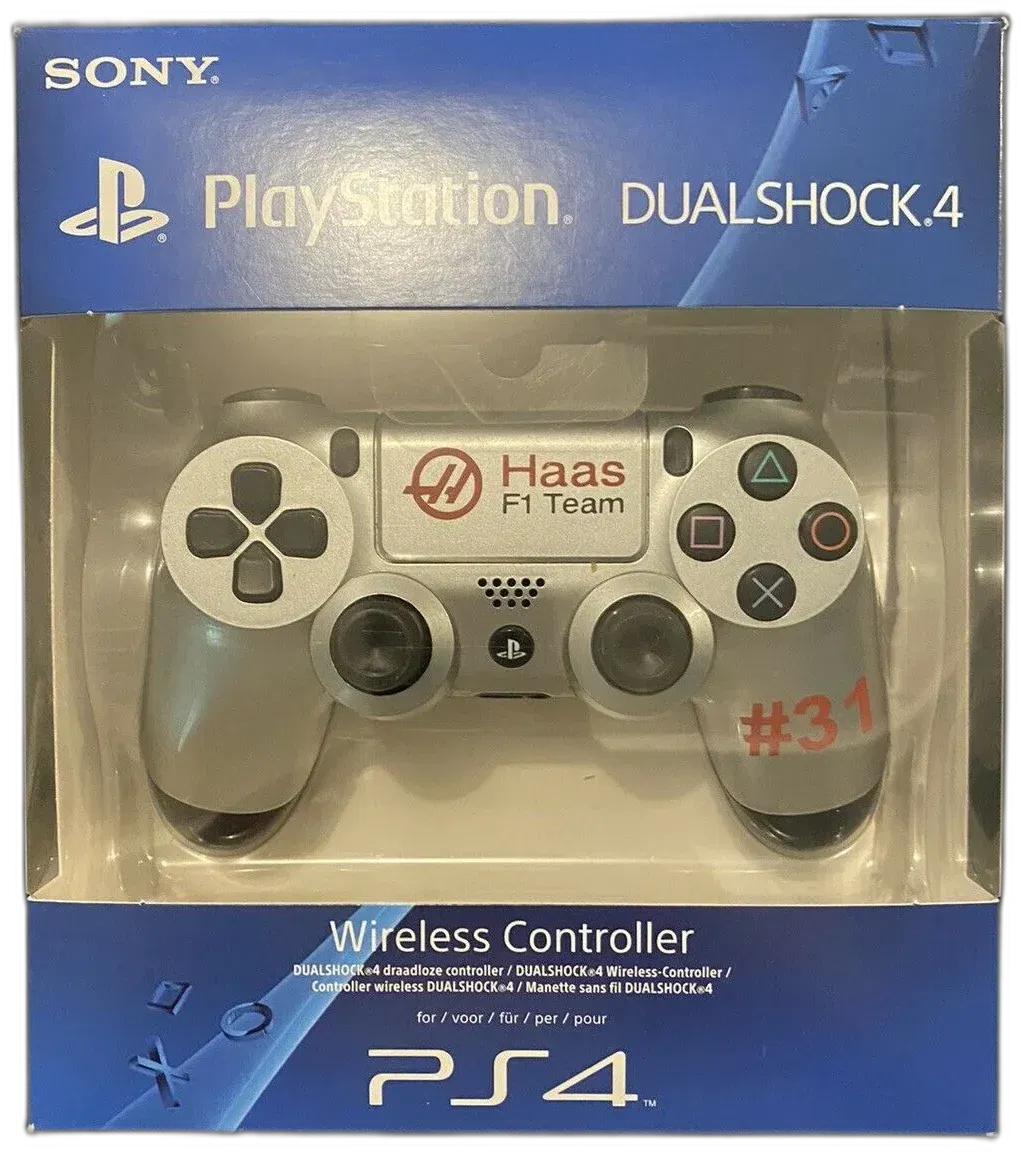 SONY®
PlayStation® DUALSHOCK®4
Haas
F1 Team
#31
Wireless Controller
DUALSHOCK®4 draadloze controller / DUALSHOCK®4 Wireless-Controller /
Controller wireless DUALSHOCK®4 / Manette sans fil DUALSHOCK®4
for / voor / für / per / pour
PS4™